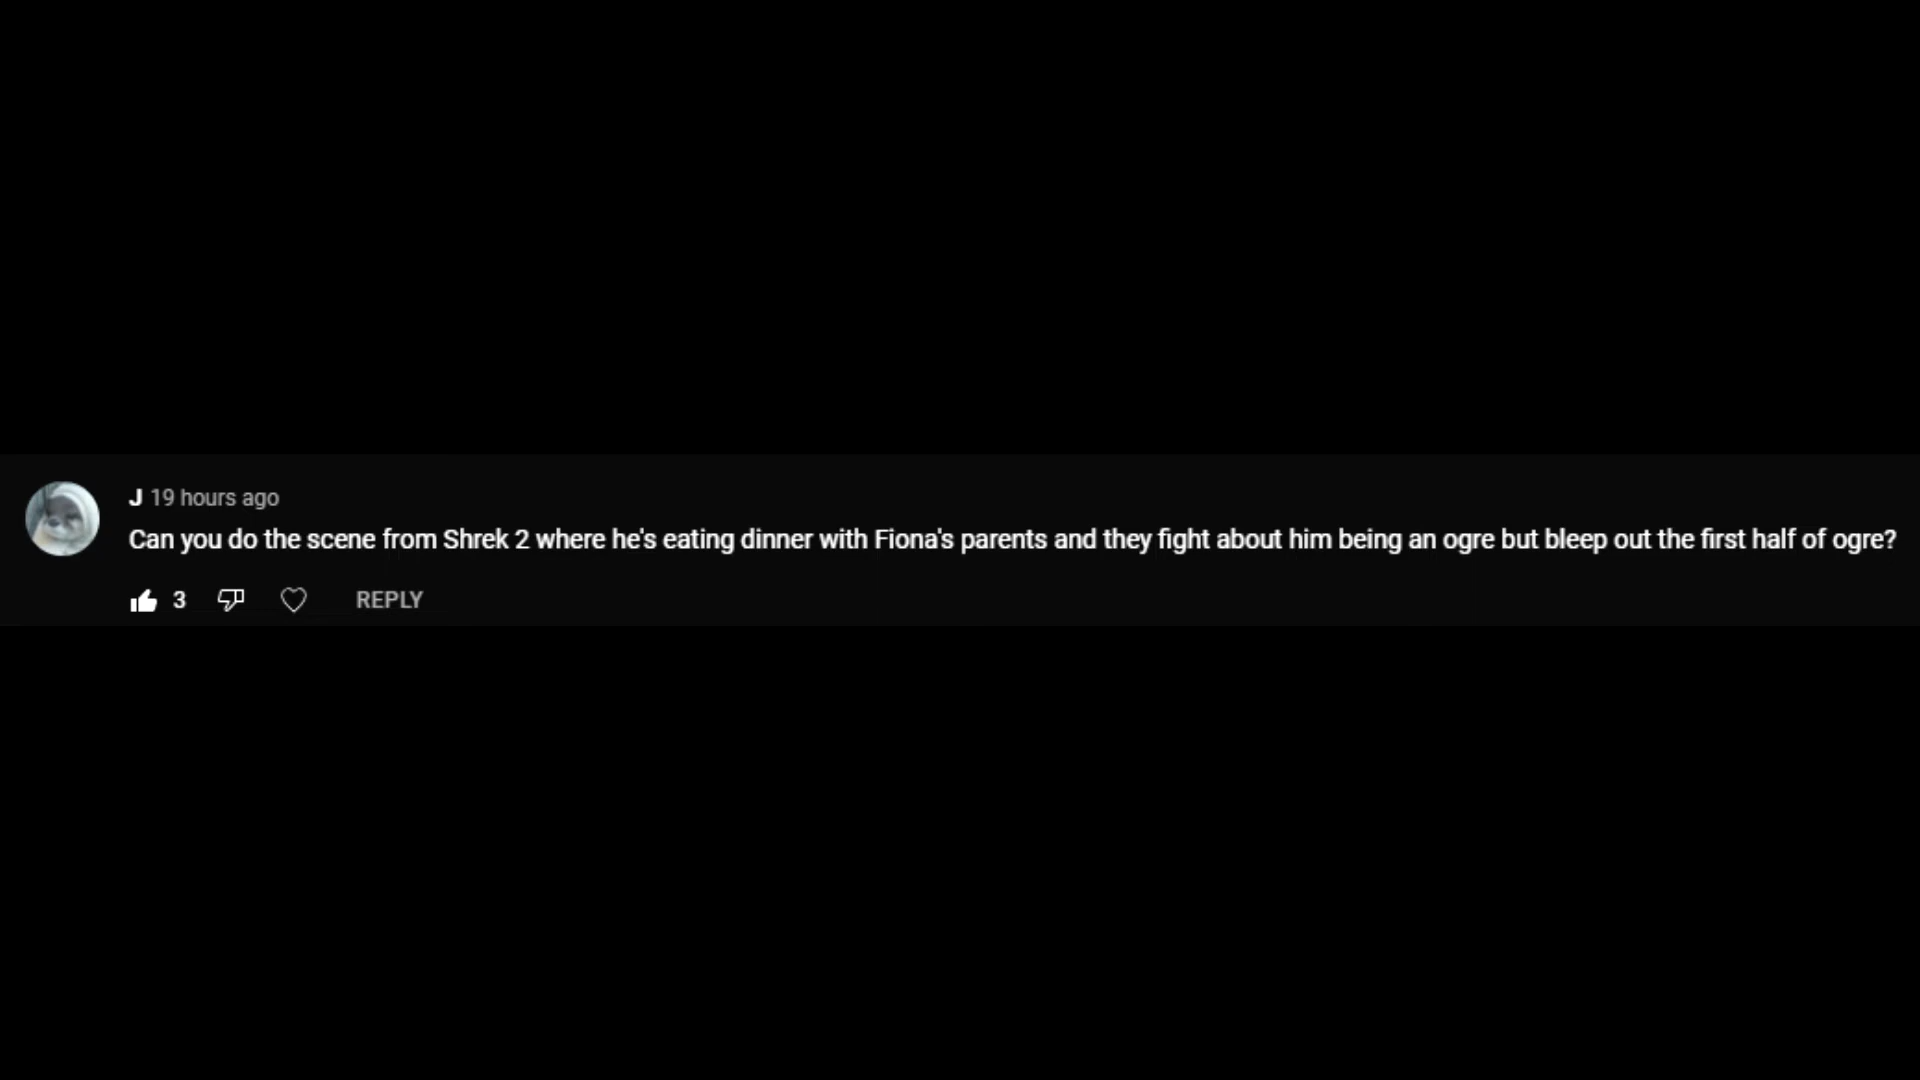 J 19 hours ago
Can you do the scene from Shrek 2 where he's eating dinner with Fiona's parents and they fight about him being an ogre but bleep out the first half of ogre?
3 REPLY